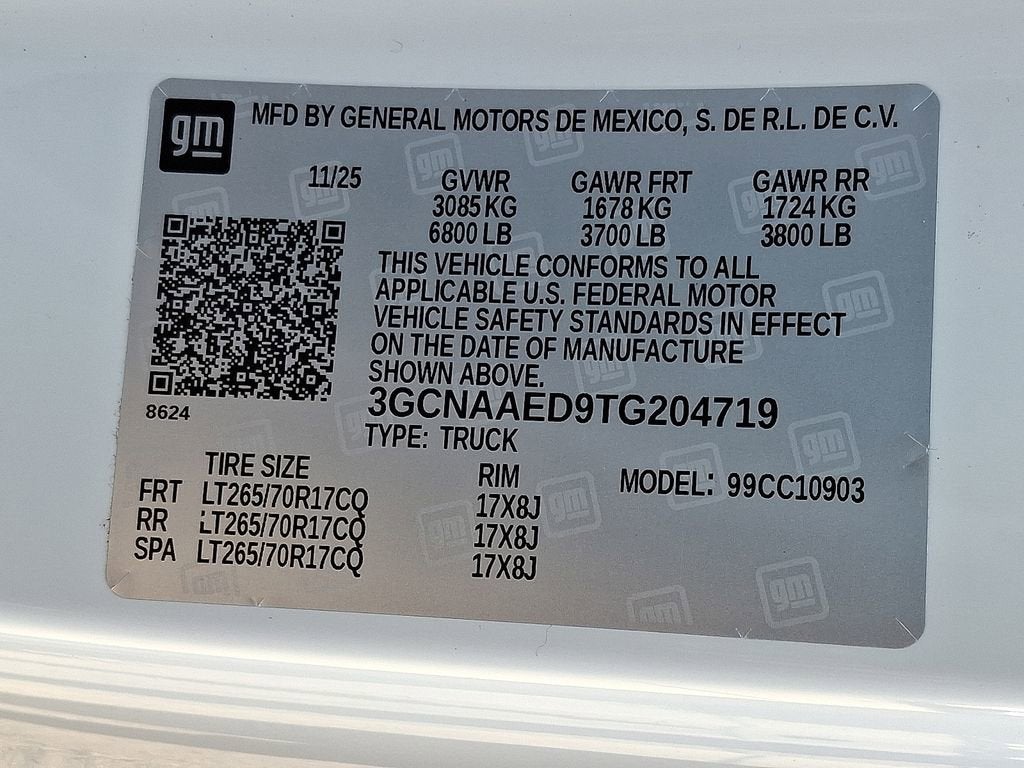 gm MFD BY GENERAL MOTORS DE MEXICO, S. DE R.L. DE C.V.
11/25 GVWR GAWR FRT GAWR RR
3085 KG 1678 KG 1724 KG
6800 LB 3700 LB 3800 LB
THIS VEHICLE CONFORMS TO ALL
APPLICABLE U.S. FEDERAL MOTOR
VEHICLE SAFETY STANDARDS IN EFFECT
ON THE DATE OF MANUFACTURE
SHOWN ABOVE.
8624
3GCNAAED9TG204719
TYPE: TRUCK
TIRE SIZE RIM MODEL: 99CC10903
FRT LT265/70R17CQ 17X8J
RR LT265/70R17CQ 17X8J
SPA LT265/70R17CQ 17X8J